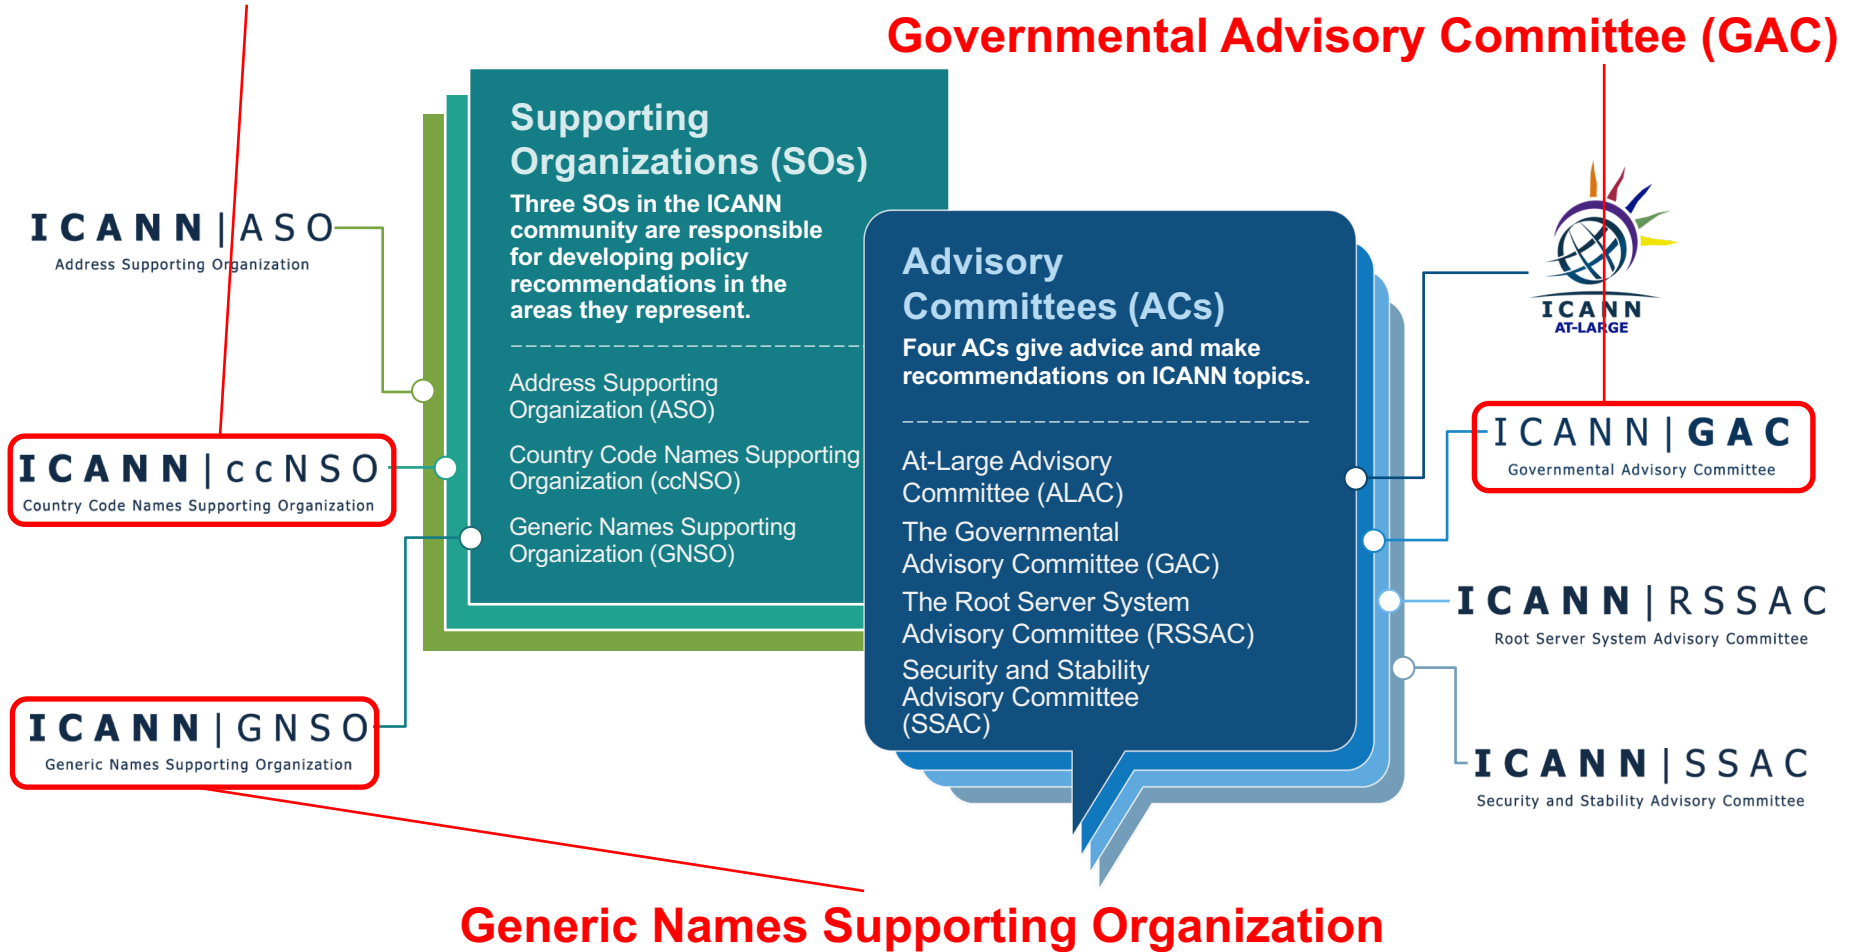 Governmental Advisory Committee (GAC)
Supporting
Organizations (SOs)
Three SOs in the ICANN
community are responsible
for developing policy
recommendations in the
areas they represent.
Address Supporting
Organization (ASO)
Country Code Names Supporting
Organization (ccNSO)
Generic Names Supporting
Organization (GNSO)
ICANN|ASO
Address Supporting Organization
ICANN|ccNSO
Country Code Names Supporting Organization
ICANN|GNSO
Generic Names Supporting Organization
Advisory
Committees (ACs)
Four ACs give advice and make
recommendations on ICANN topics.
At-Large Advisory
Committee (ALAC)
The Governmental
Advisory Committee (GAC)
The Root Server System
Advisory Committee (RSSAC)
Security and Stability
Advisory Committee
(SSAC)
ICANN
AT-LARGE
ICANN|GAC
Governmental Advisory Committee
ICANN|RSSAC
Root Server System Advisory Committee
ICANN|SSAC
Security and Stability Advisory Committee
Generic Names Supporting Organization